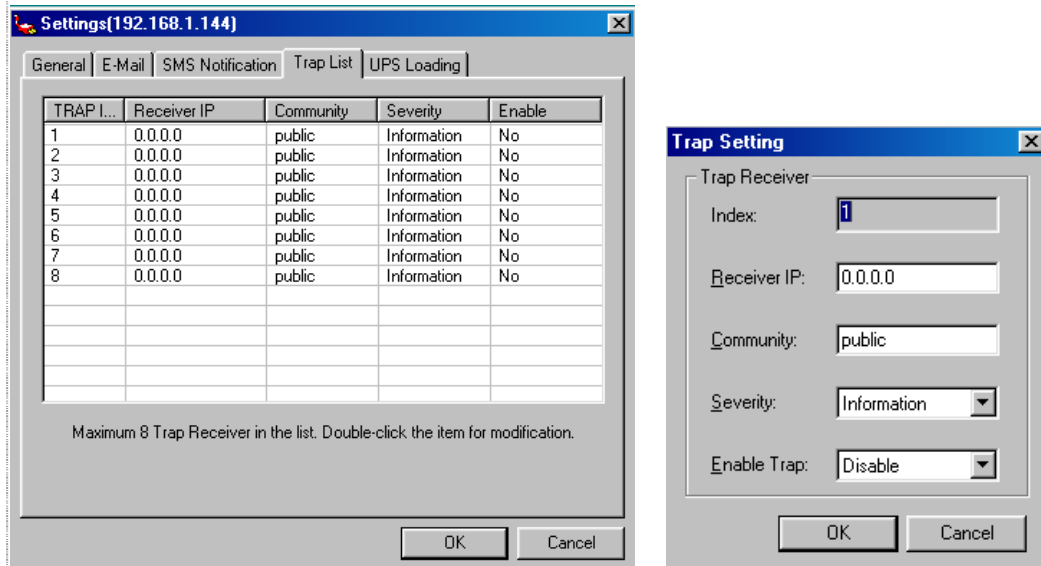 Settings(192.168.1.144)
General E-Mail SMS Notification Trap List UPS Loading
TRAP I... Receiver IP Community Severity Enable
1 0.0.0.0 public Information No
2 0.0.0.0 public Information No
3 0.0.0.0 public Information No
4 0.0.0.0 public Information No
5 0.0.0.0 public Information No
6 0.0.0.0 public Information No
7 0.0.0.0 public Information No
8 0.0.0.0 public Information No
Maximum 8 Trap Receiver in the list. Double-click the item for modification.
OK Cancel
Trap Setting
Trap Receiver
Index: 1
Receiver IP: 0.0.0.0
Community: public
Severity: Information
Enable Trap: Disable
OK Cancel